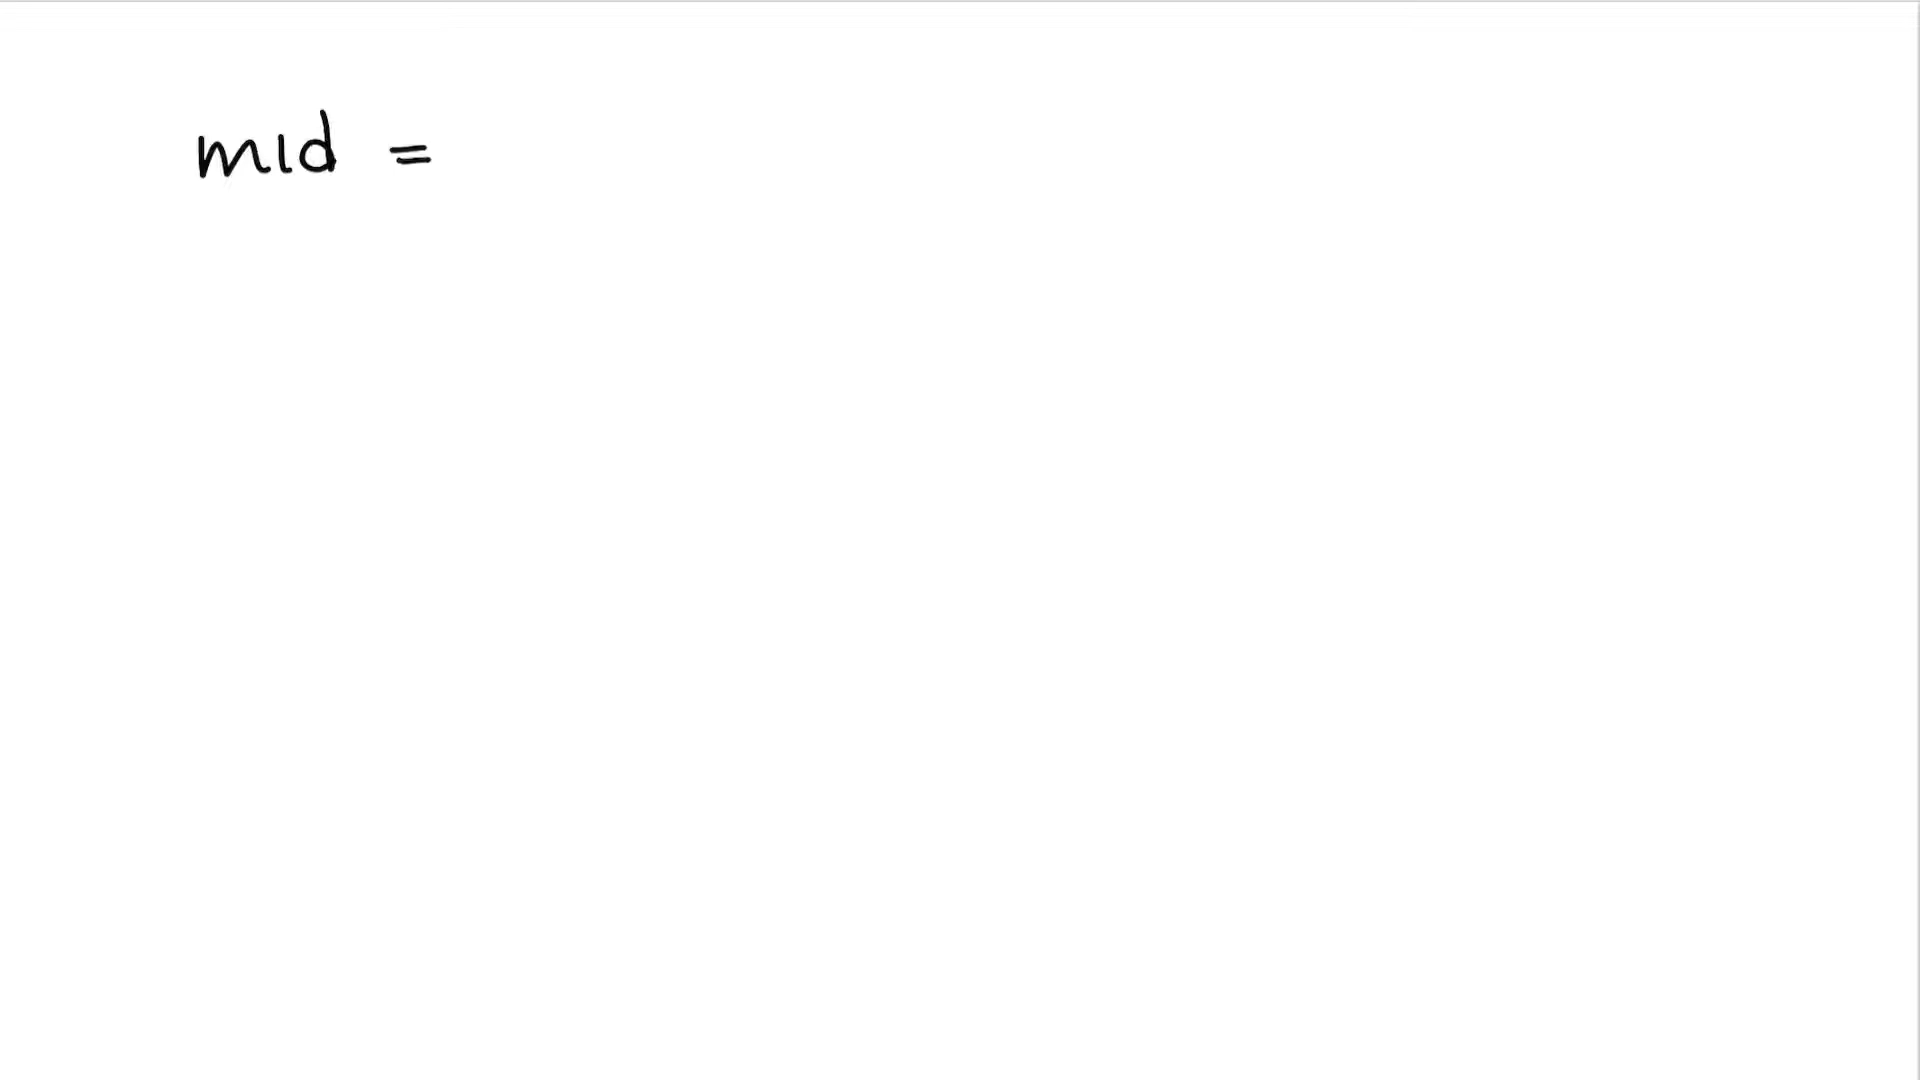 mid =